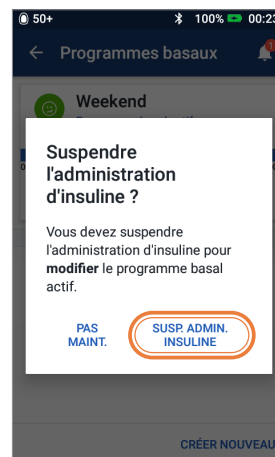 50+ 100% 00:23
Programmes basaux
Weekend
Suspendre
l'administration
d'insuline ?
Vous devez suspendre
l'administration d'insuline pour
modifier le programme basal
actif.
PAS
MAINT.
SUSP. ADMIN.
INSULINE
CRÉER NOUVEAU